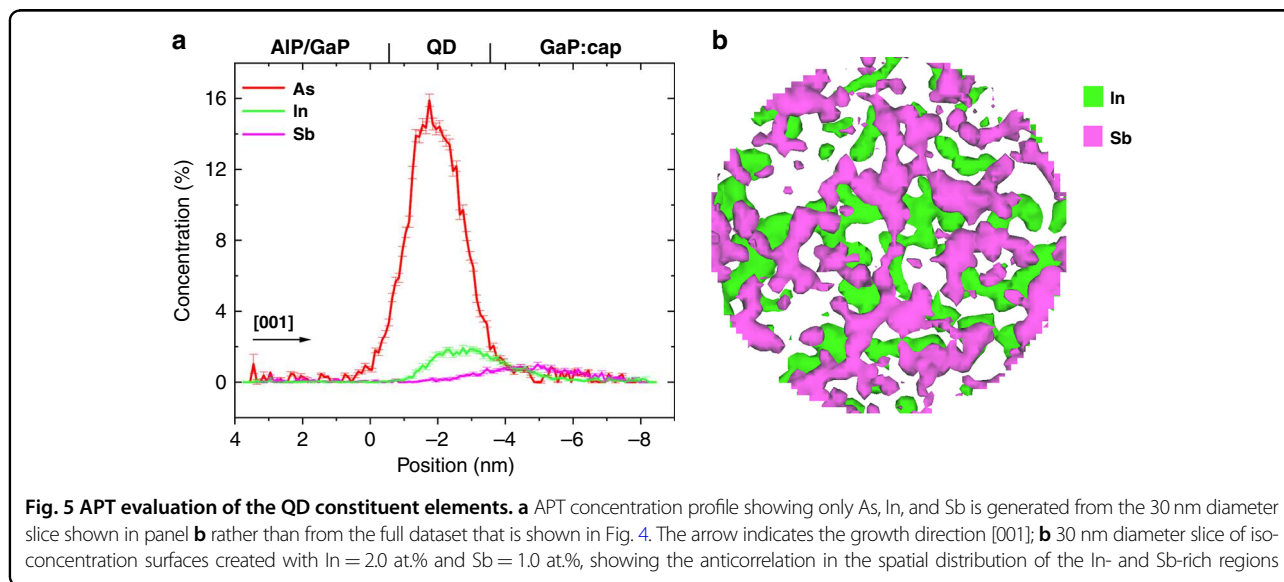 a
b
AlP/GaP | QD | GaP:cap
As
In
Sb
16
12
8
4
0
Concentration (%)
[001]
4 2 0 −2 −4 −6 −8
Position (nm)
In
Sb
Fig. 5 APT evaluation of the QD constituent elements. a APT concentration profile showing only As, In, and Sb is generated from the 30 nm diameter
slice shown in panel b rather than from the full dataset that is shown in Fig. 4. The arrow indicates the growth direction [001]; b 30 nm diameter slice of iso-
concentration surfaces created with In = 2.0 at.% and Sb = 1.0 at.%, showing the anticorrelation in the spatial distribution of the In- and Sb-rich regions